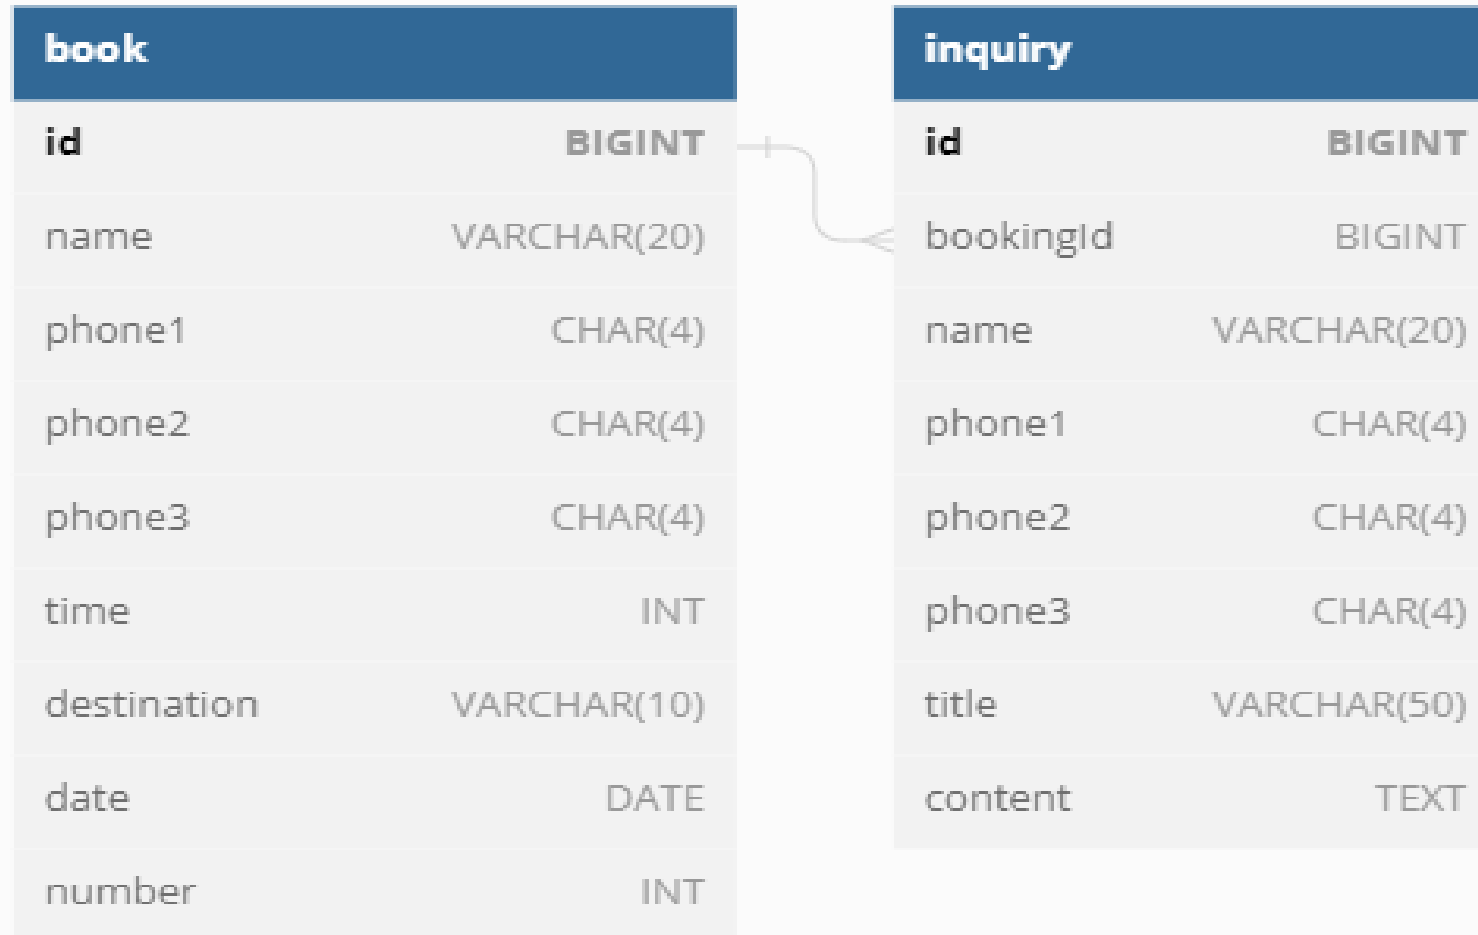 book
id BIGINT
name VARCHAR(20)
phone1 CHAR(4)
phone2 CHAR(4)
phone3 CHAR(4)
time INT
destination VARCHAR(10)
date DATE
number INT
inquiry
id BIGINT
bookingId BIGINT
name VARCHAR(20)
phone1 CHAR(4)
phone2 CHAR(4)
phone3 CHAR(4)
title VARCHAR(50)
content TEXT